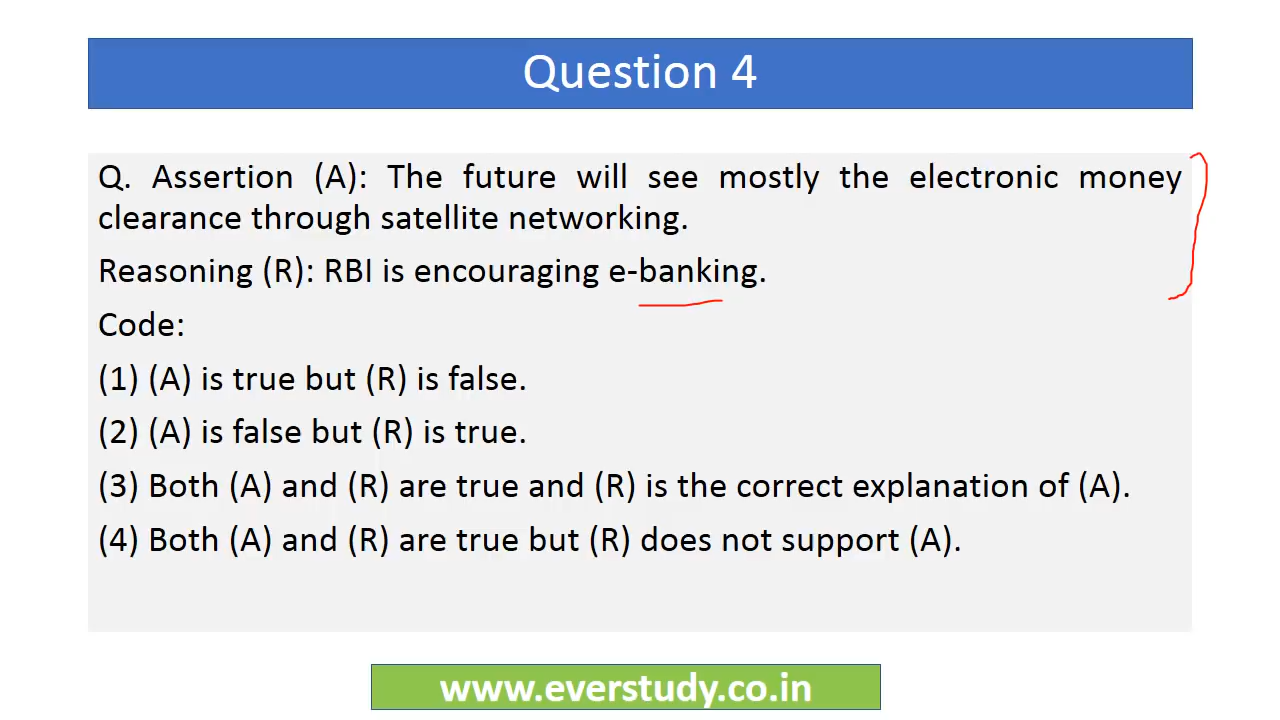 Question 4
Q. Assertion (A): The future will see mostly the electronic money
clearance through satellite networking.
Reasoning (R): RBI is encouraging e-banking.
Code:
(1) (A) is true but (R) is false.
(2) (A) is false but (R) is true.
(3) Both (A) and (R) are true and (R) is the correct explanation of (A).
(4) Both (A) and (R) are true but (R) does not support (A).
www.everstudy.co.in